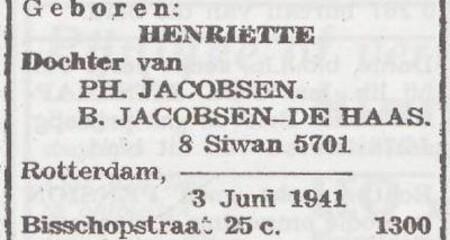 Geboren:
HENRIËTTE
Dochter van
PH. JACOBSEN.
B. JACOBSEN—DE HAAS.
8 Siwan 5701
Rotterdam,
3 Juni 1941
Bisschopstraat 25 c. 1300